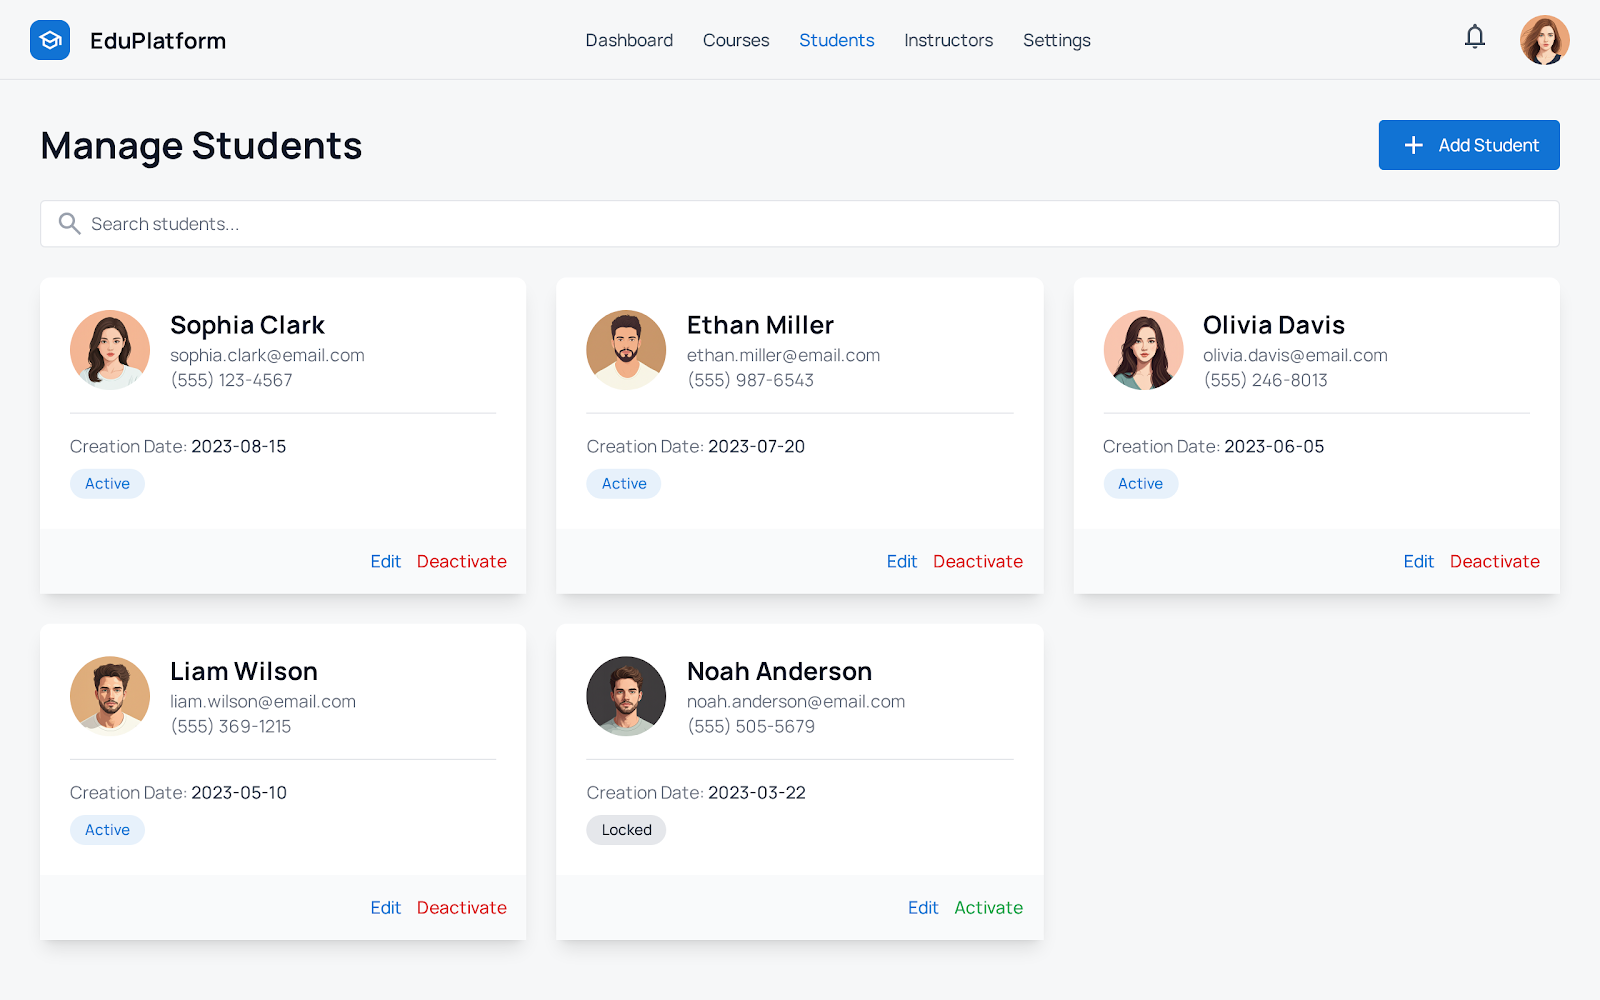 EduPlatform
Dashboard Courses Students Instructors Settings
Manage Students
Add Student
Search students...
Sophia Clark
sophia.clark@email.com
(555) 123-4567
Creation Date: 2023-08-15
Active
Edit Deactivate
Ethan Miller
ethan.miller@email.com
(555) 987-6543
Creation Date: 2023-07-20
Active
Edit Deactivate
Olivia Davis
olivia.davis@email.com
(555) 246-8013
Creation Date: 2023-06-05
Active
Edit Deactivate
Liam Wilson
liam.wilson@email.com
(555) 369-1215
Creation Date: 2023-05-10
Active
Edit Deactivate
Noah Anderson
noah.anderson@email.com
(555) 505-5679
Creation Date: 2023-03-22
Locked
Edit Activate